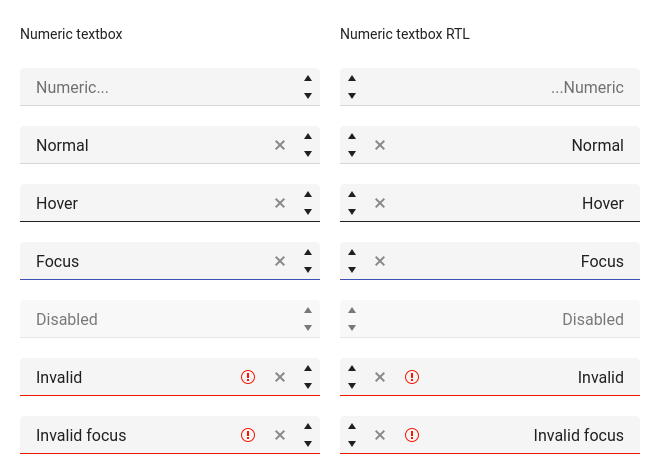 Numeric textbox
Numeric...
Normal
Hover
Focus
Disabled
Invalid
Invalid focus
Numeric textbox RTL
...Numeric
Normal
Hover
Focus
Disabled
Invalid
Invalid focus